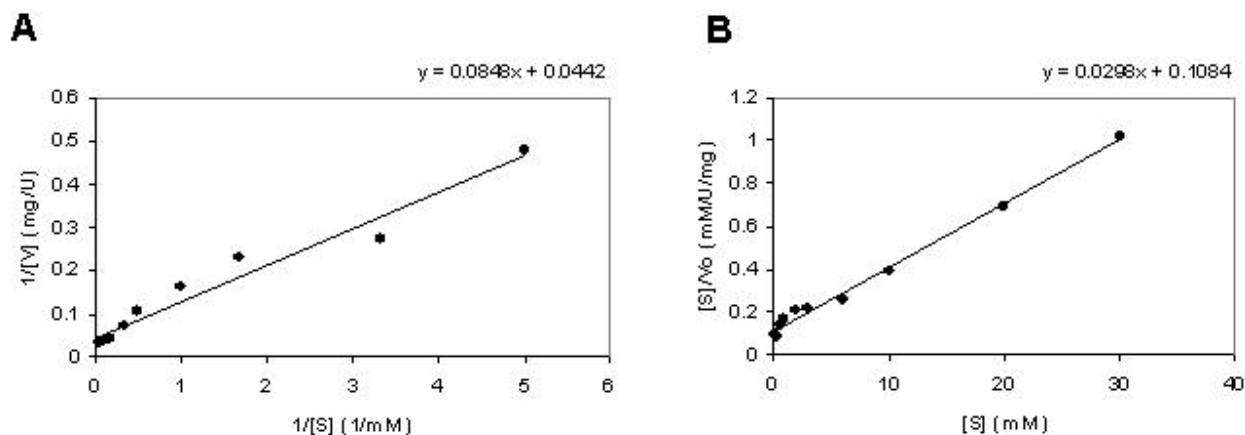 A
y = 0.0848x + 0.0442
1/[V] (mg/U)
0.6
0.5
0.4
0.3
0.2
0.1
0
0 1 2 3 4 5 6
1/[S] (1/mM)
B
y = 0.0298x + 0.1084
[S]/Vo (mM/U/mg)
1.2
1
0.8
0.6
0.4
0.2
0
0 10 20 30 40
[S] (mM)